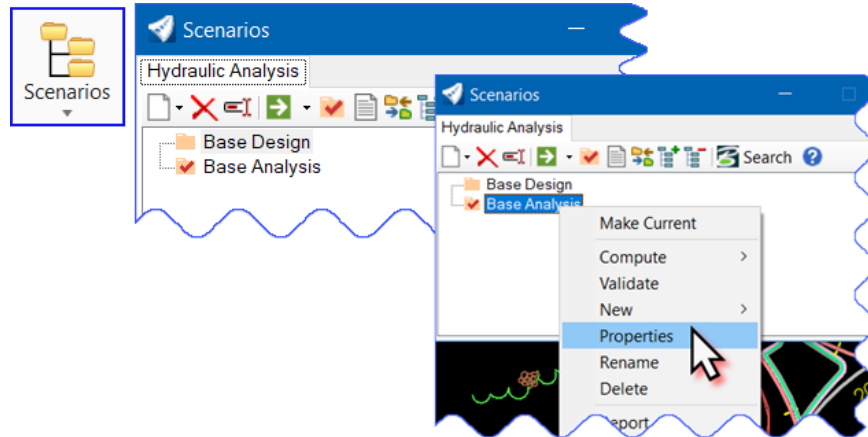 Scenarios
Scenarios
Hydraulic Analysis
Base Design
Base Analysis
Scenarios
Hydraulic Analysis
Search
Base Design
Base Analysis
Make Current
Compute
Validate
New
Properties
Rename
Delete
Report